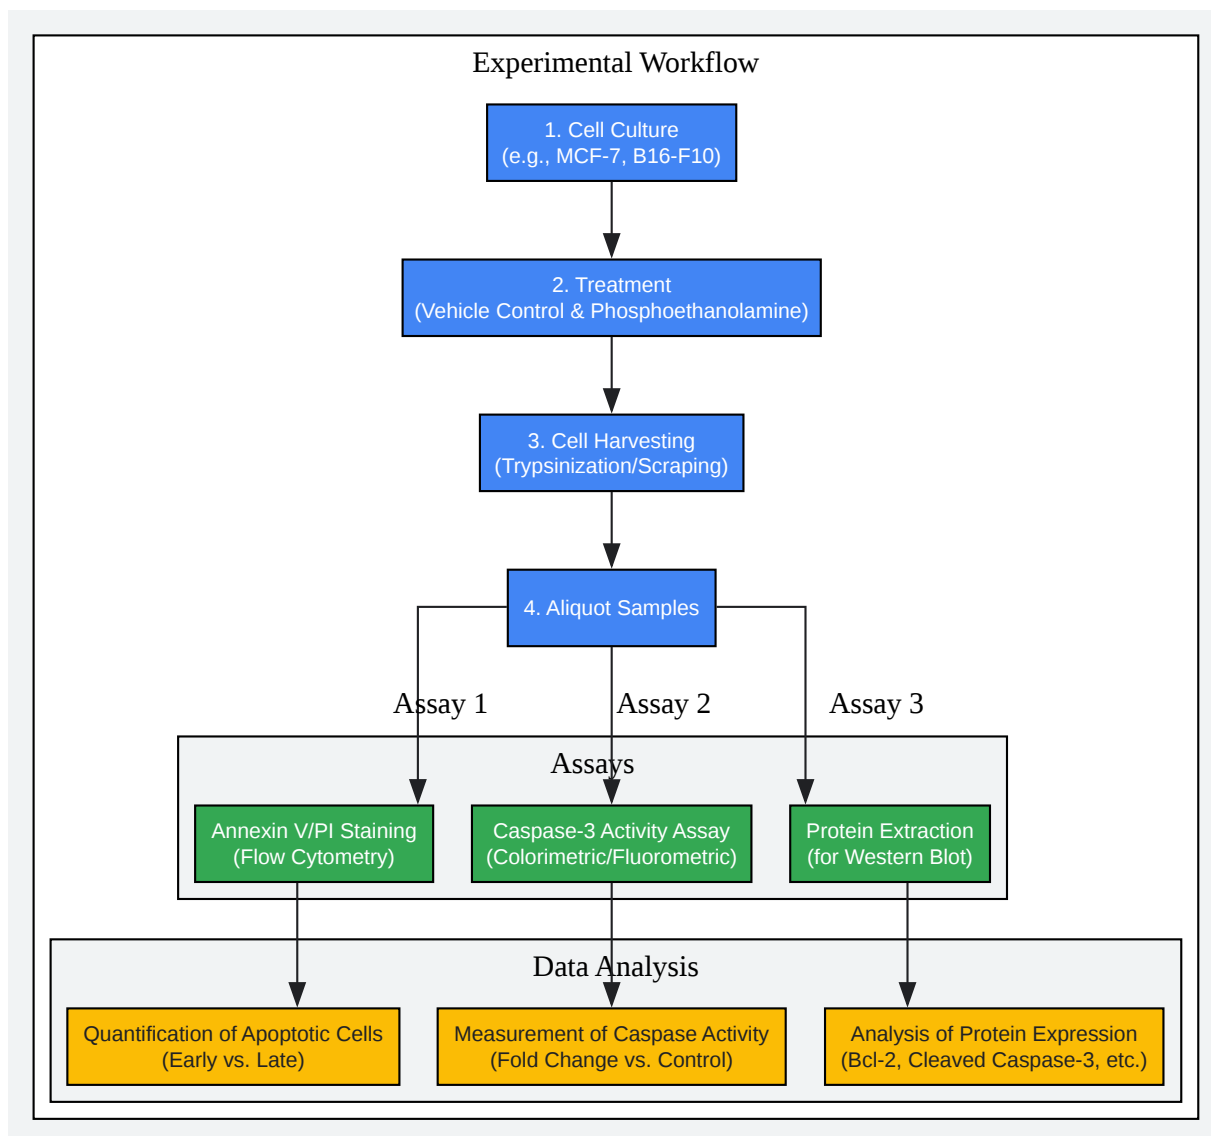 Experimental Workflow
1. Cell Culture
(e.g., MCF-7, B16-F10)
2. Treatment
(Vehicle Control & Phosphoethanolamine)
3. Cell Harvesting
(Trypsinization/Scraping)
4. Aliquot Samples
Assay 1
Assay 2
Assay 3
Assays
Annexin V/PI Staining
(Flow Cytometry)
Caspase-3 Activity Assay
(Colorimetric/Fluorometric)
Protein Extraction
(for Western Blot)
Data Analysis
Quantification of Apoptotic Cells
(Early vs. Late)
Measurement of Caspase Activity
(Fold Change vs. Control)
Analysis of Protein Expression
(Bcl-2, Cleaved Caspase-3, etc.)